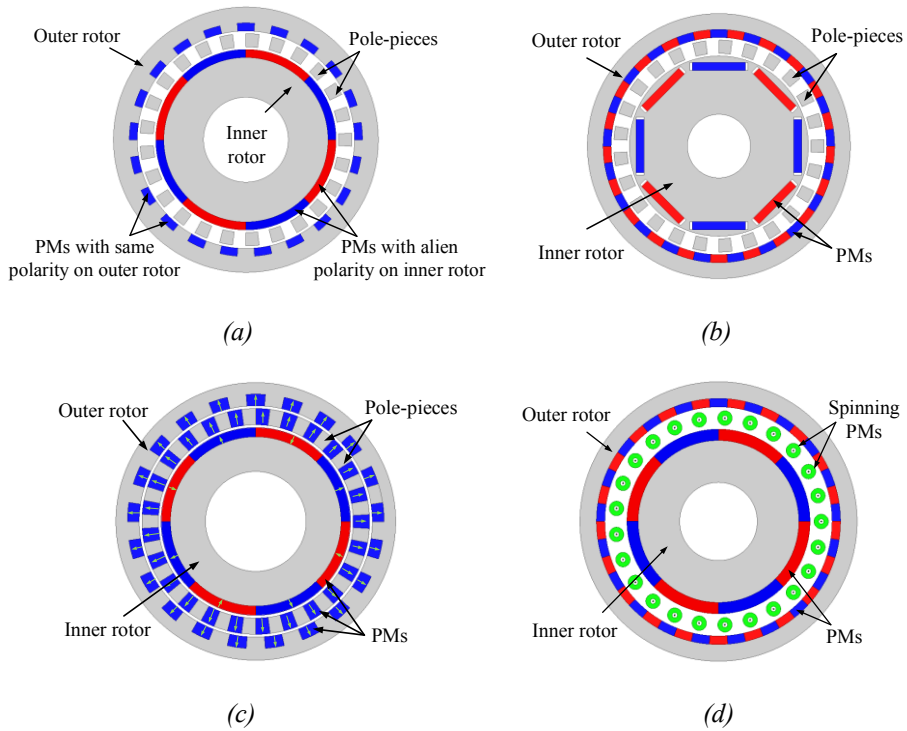 Outer rotor
Pole-pieces
Inner
rotor
PMs with same
polarity on outer rotor
PMs with alien
polarity on inner rotor
(a)
Outer rotor
Pole-pieces
Inner rotor
PMs
(b)
Outer rotor
Pole-pieces
Inner rotor
PMs
(c)
Outer rotor
Spinning
PMs
Inner rotor
PMs
(d)